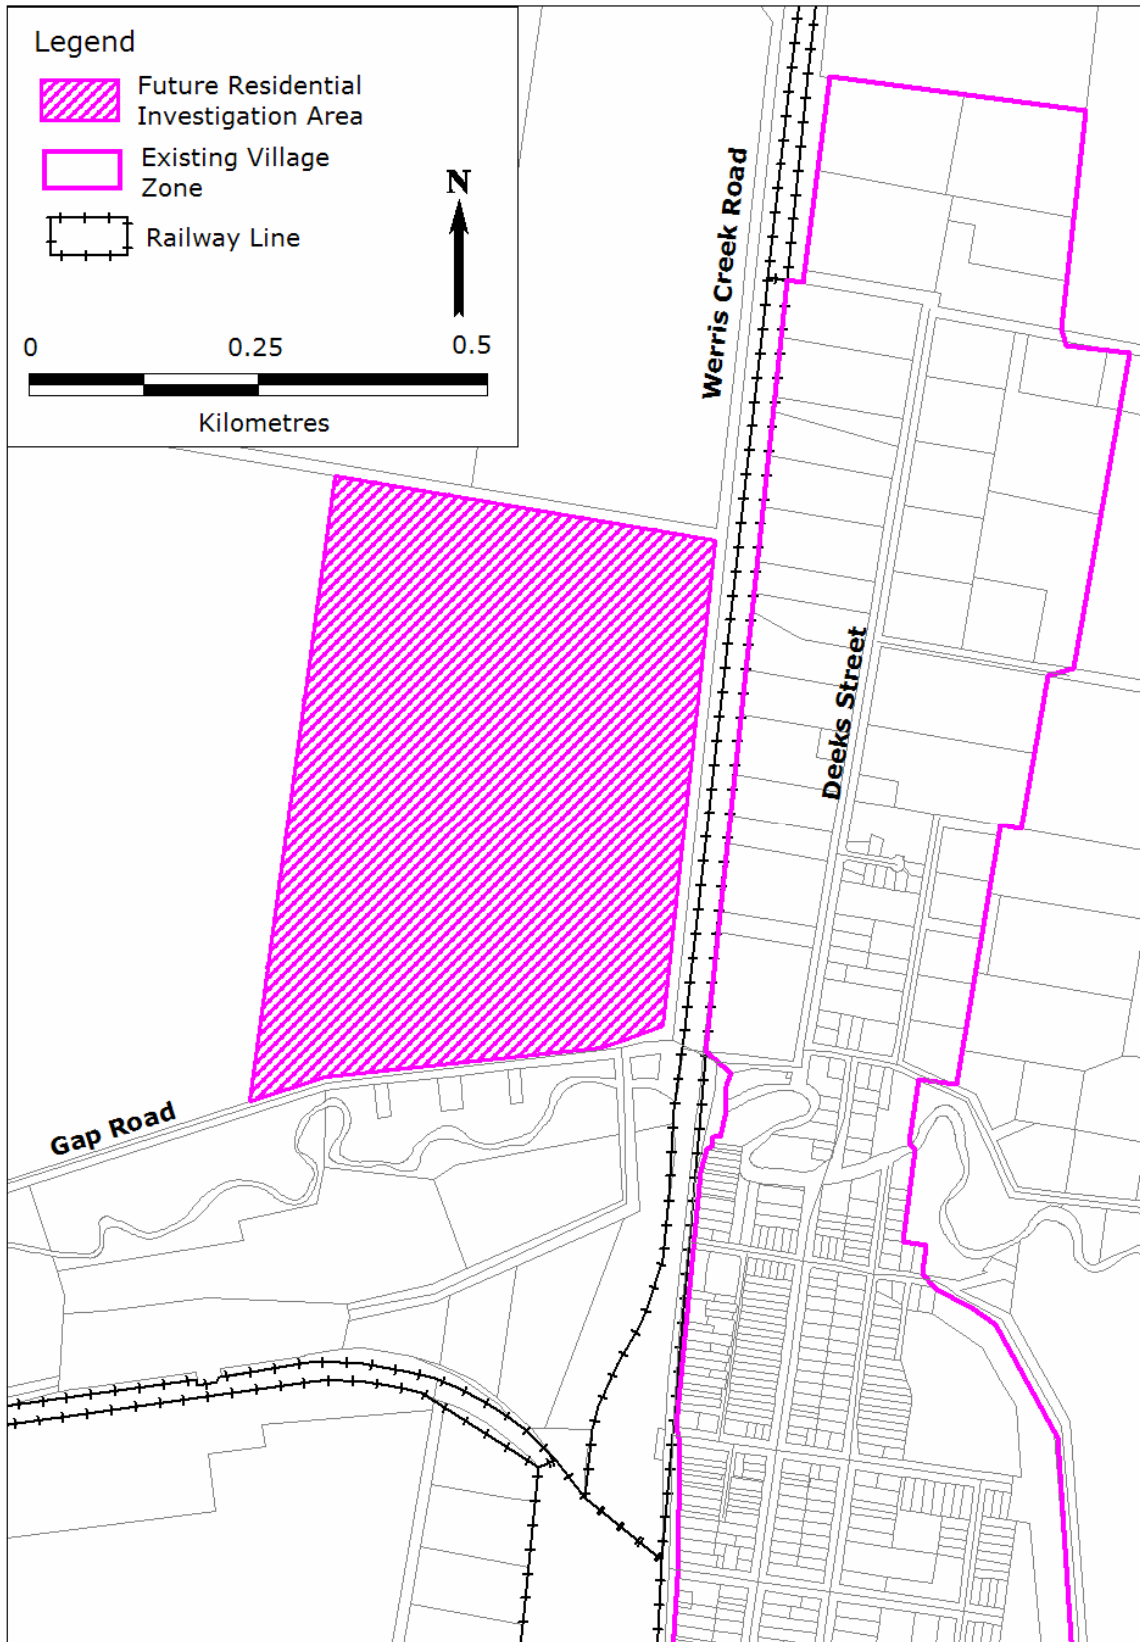 Legend
Future Residential
Investigation Area
Existing Village
Zone
Railway Line
N
0 0.25 0.5
Kilometres
Werris Creek Road
Deeks Street
Gap Road